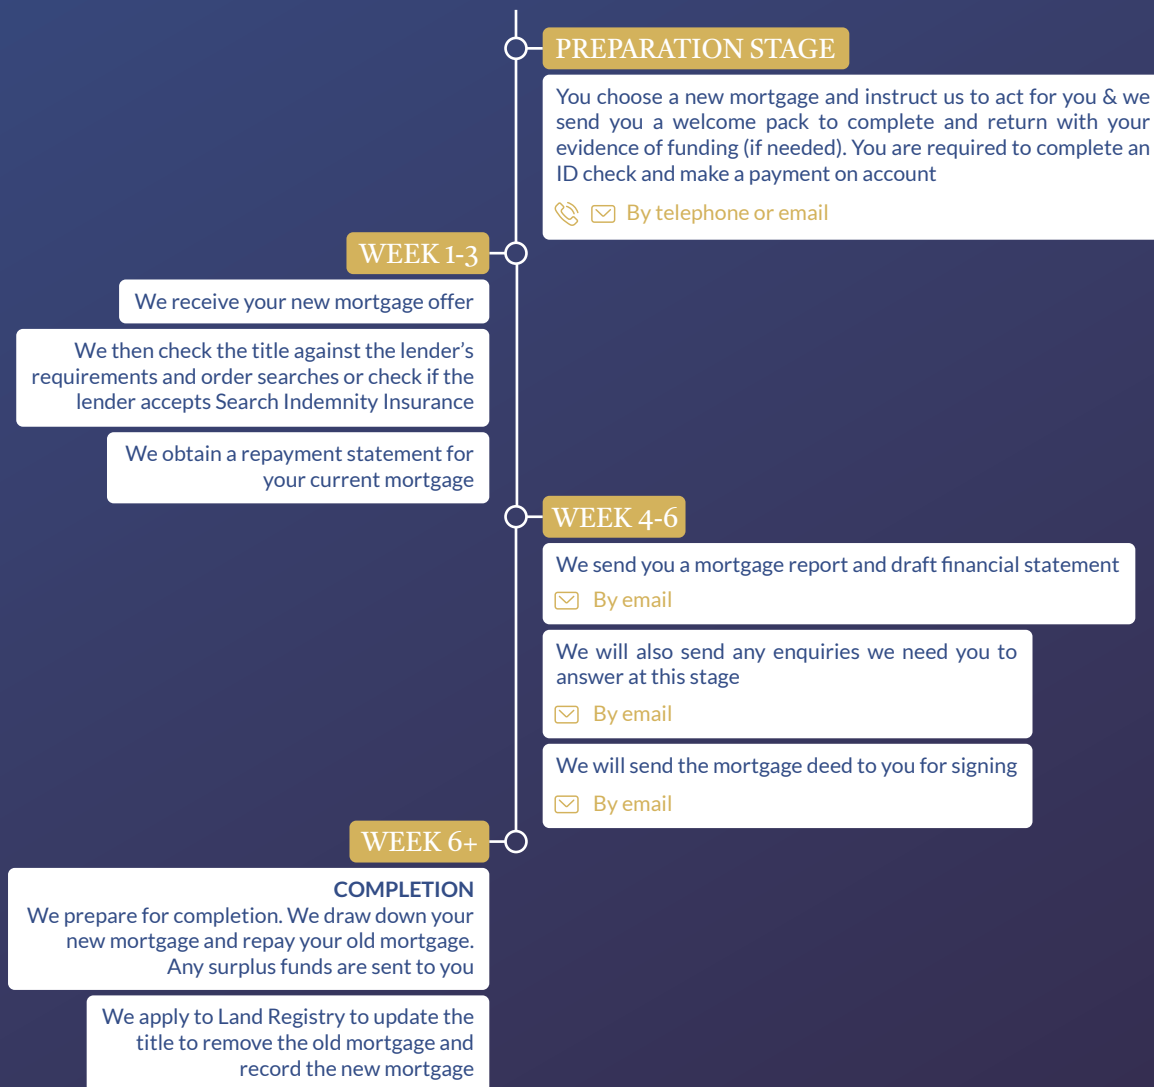 PREPARATION STAGE
You choose a new mortgage and instruct us to act for you & we
send you a welcome pack to complete and return with your
evidence of funding (if needed). You are required to complete an
ID check and make a payment on account
By telephone or email
WEEK 1-3
We receive your new mortgage offer
We then check the title against the lender’s
requirements and order searches or check if the
lender accepts Search Indemnity Insurance
We obtain a repayment statement for
your current mortgage
WEEK 4-6
We send you a mortgage report and draft financial statement
By email
We will also send any enquiries we need you to
answer at this stage
By email
We will send the mortgage deed to you for signing
By email
WEEK 6+
COMPLETION
We prepare for completion. We draw down your
new mortgage and repay your old mortgage.
Any surplus funds are sent to you
We apply to Land Registry to update the
title to remove the old mortgage and
record the new mortgage